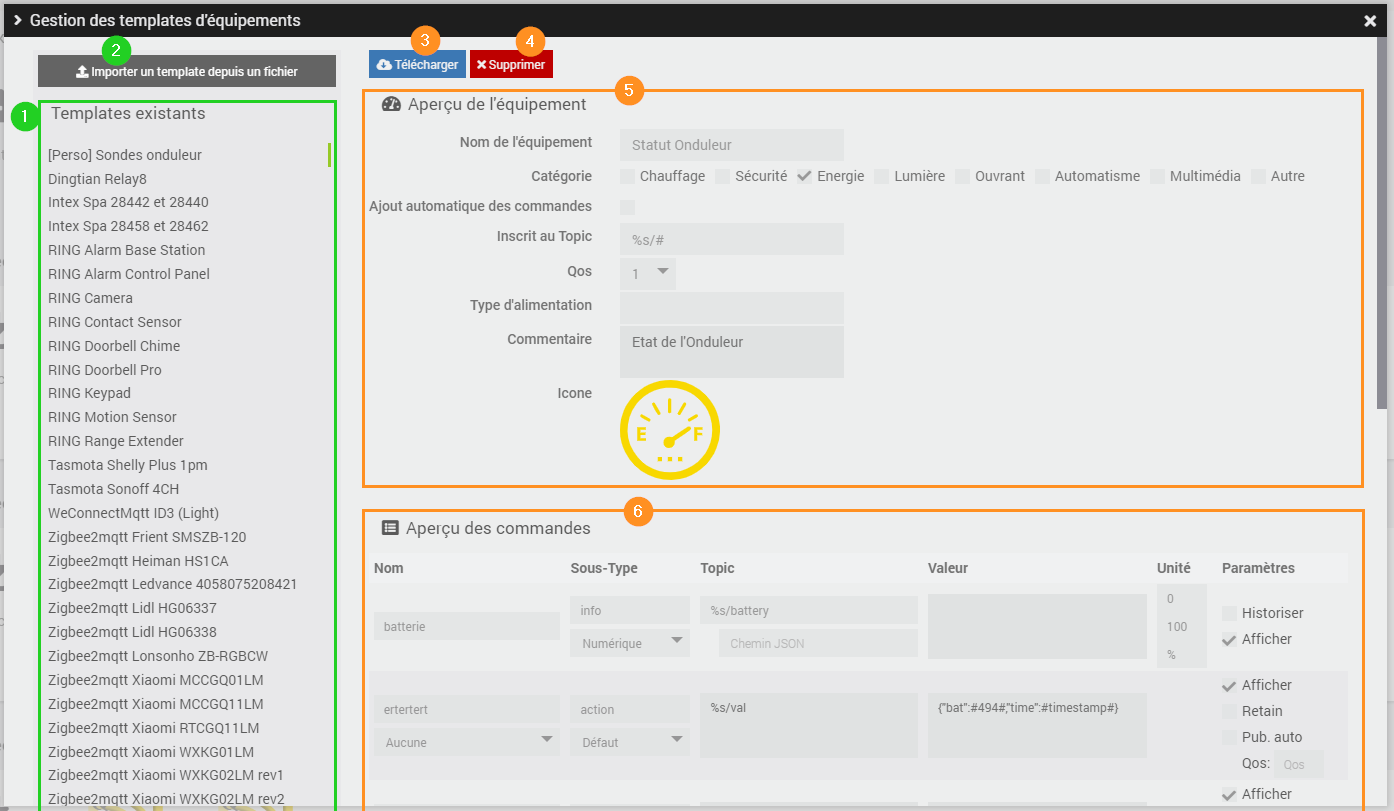 Gestion des templates d'équipements
2
Importer un template depuis un fichier
1
Templates existants
[Perso] Sondes onduleur
Dingtian Relay8
Intex Spa 28442 et 28440
Intex Spa 28458 et 28462
RING Alarm Base Station
RING Alarm Control Panel
RING Camera
RING Contact Sensor
RING Doorbell Chime
RING Doorbell Pro
RING Keypad
RING Motion Sensor
RING Range Extender
Tasmota Shelly Plus 1pm
Tasmota Sonoff 4CH
WeConnectMqtt ID3 (Light)
Zigbee2mqtt Frient SMSZB-120
Zigbee2mqtt Heiman HS1CA
Zigbee2mqtt Ledvance 4058075208421
Zigbee2mqtt Lidl HG06337
Zigbee2mqtt Lidl HG06338
Zigbee2mqtt Lonsonho ZB-RGBCW
Zigbee2mqtt Xiaomi MCCGQ01LM
Zigbee2mqtt Xiaomi MCCGQ11LM
Zigbee2mqtt Xiaomi RTCGQ11LM
Zigbee2mqtt Xiaomi WXKG01LM
Zigbee2mqtt Xiaomi WXKG02LM rev1
Zigbee2mqtt Xiaomi WXKG02LM rev2
3 4
Télécharger Supprimer
5
Aperçu de l'équipement
Nom de l'équipement Statut Onduleur
Catégorie Chauffage Sécurité Energie Lumière Ouvrant Automatisme Multimédia Autre
Ajout automatique des commandes
Inscrit au Topic %s/#
Qos 1
Type d'alimentation
Commentaire Etat de l'Onduleur
Icone
E F
6
Aperçu des commandes
Nom Sous-Type Topic Valeur Unité Paramètres
batterie info %s/battery 0 Historiser
Numérique Chemin JSON 100 Afficher
%
ertertert action %s/val {"bat":#494#,"time":#timestamp#} Afficher
Aucune Défaut Retain
Pub. auto
Qos: Qos
Afficher